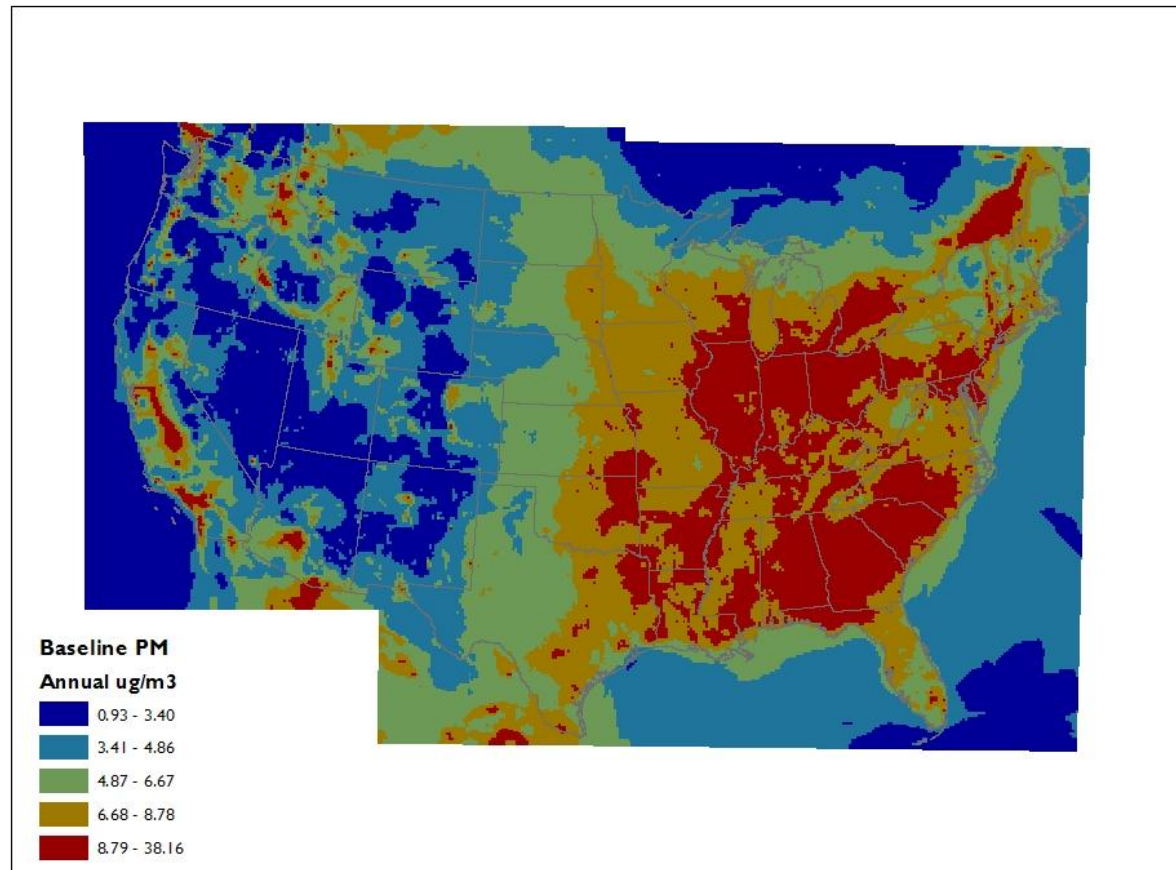 Baseline PM
Annual ug/m3
0.93 - 3.40
3.41 - 4.86
4.87 - 6.67
6.68 - 8.78
8.79 - 38.16